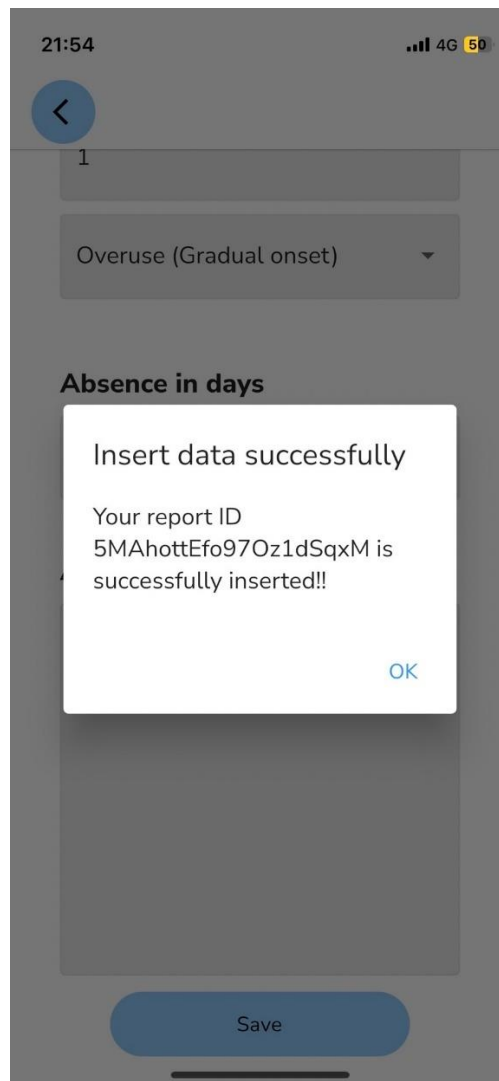 21:54
4G 50
1
Overuse (Gradual onset)
Absence in days
Insert data successfully
Your report ID
5MAhottEfo97Oz1dSqxM is
successfully inserted!!
OK
Save